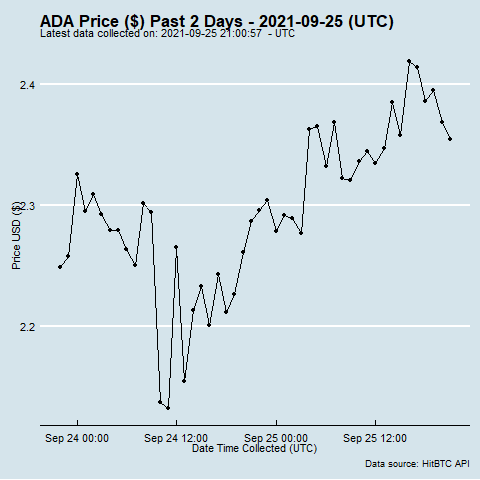 ADA Price ($) Past 2 Days - 2021-09-25 (UTC)
Latest data collected on: 2021-09-25 21:00:57  - UTC
2.4
2.3
Price USD ($)
2.2
Sep 24 00:00 Sep 24 12:00 Sep 25 00:00 Sep 25 12:00
Date Time Collected (UTC)
Data source: HitBTC API